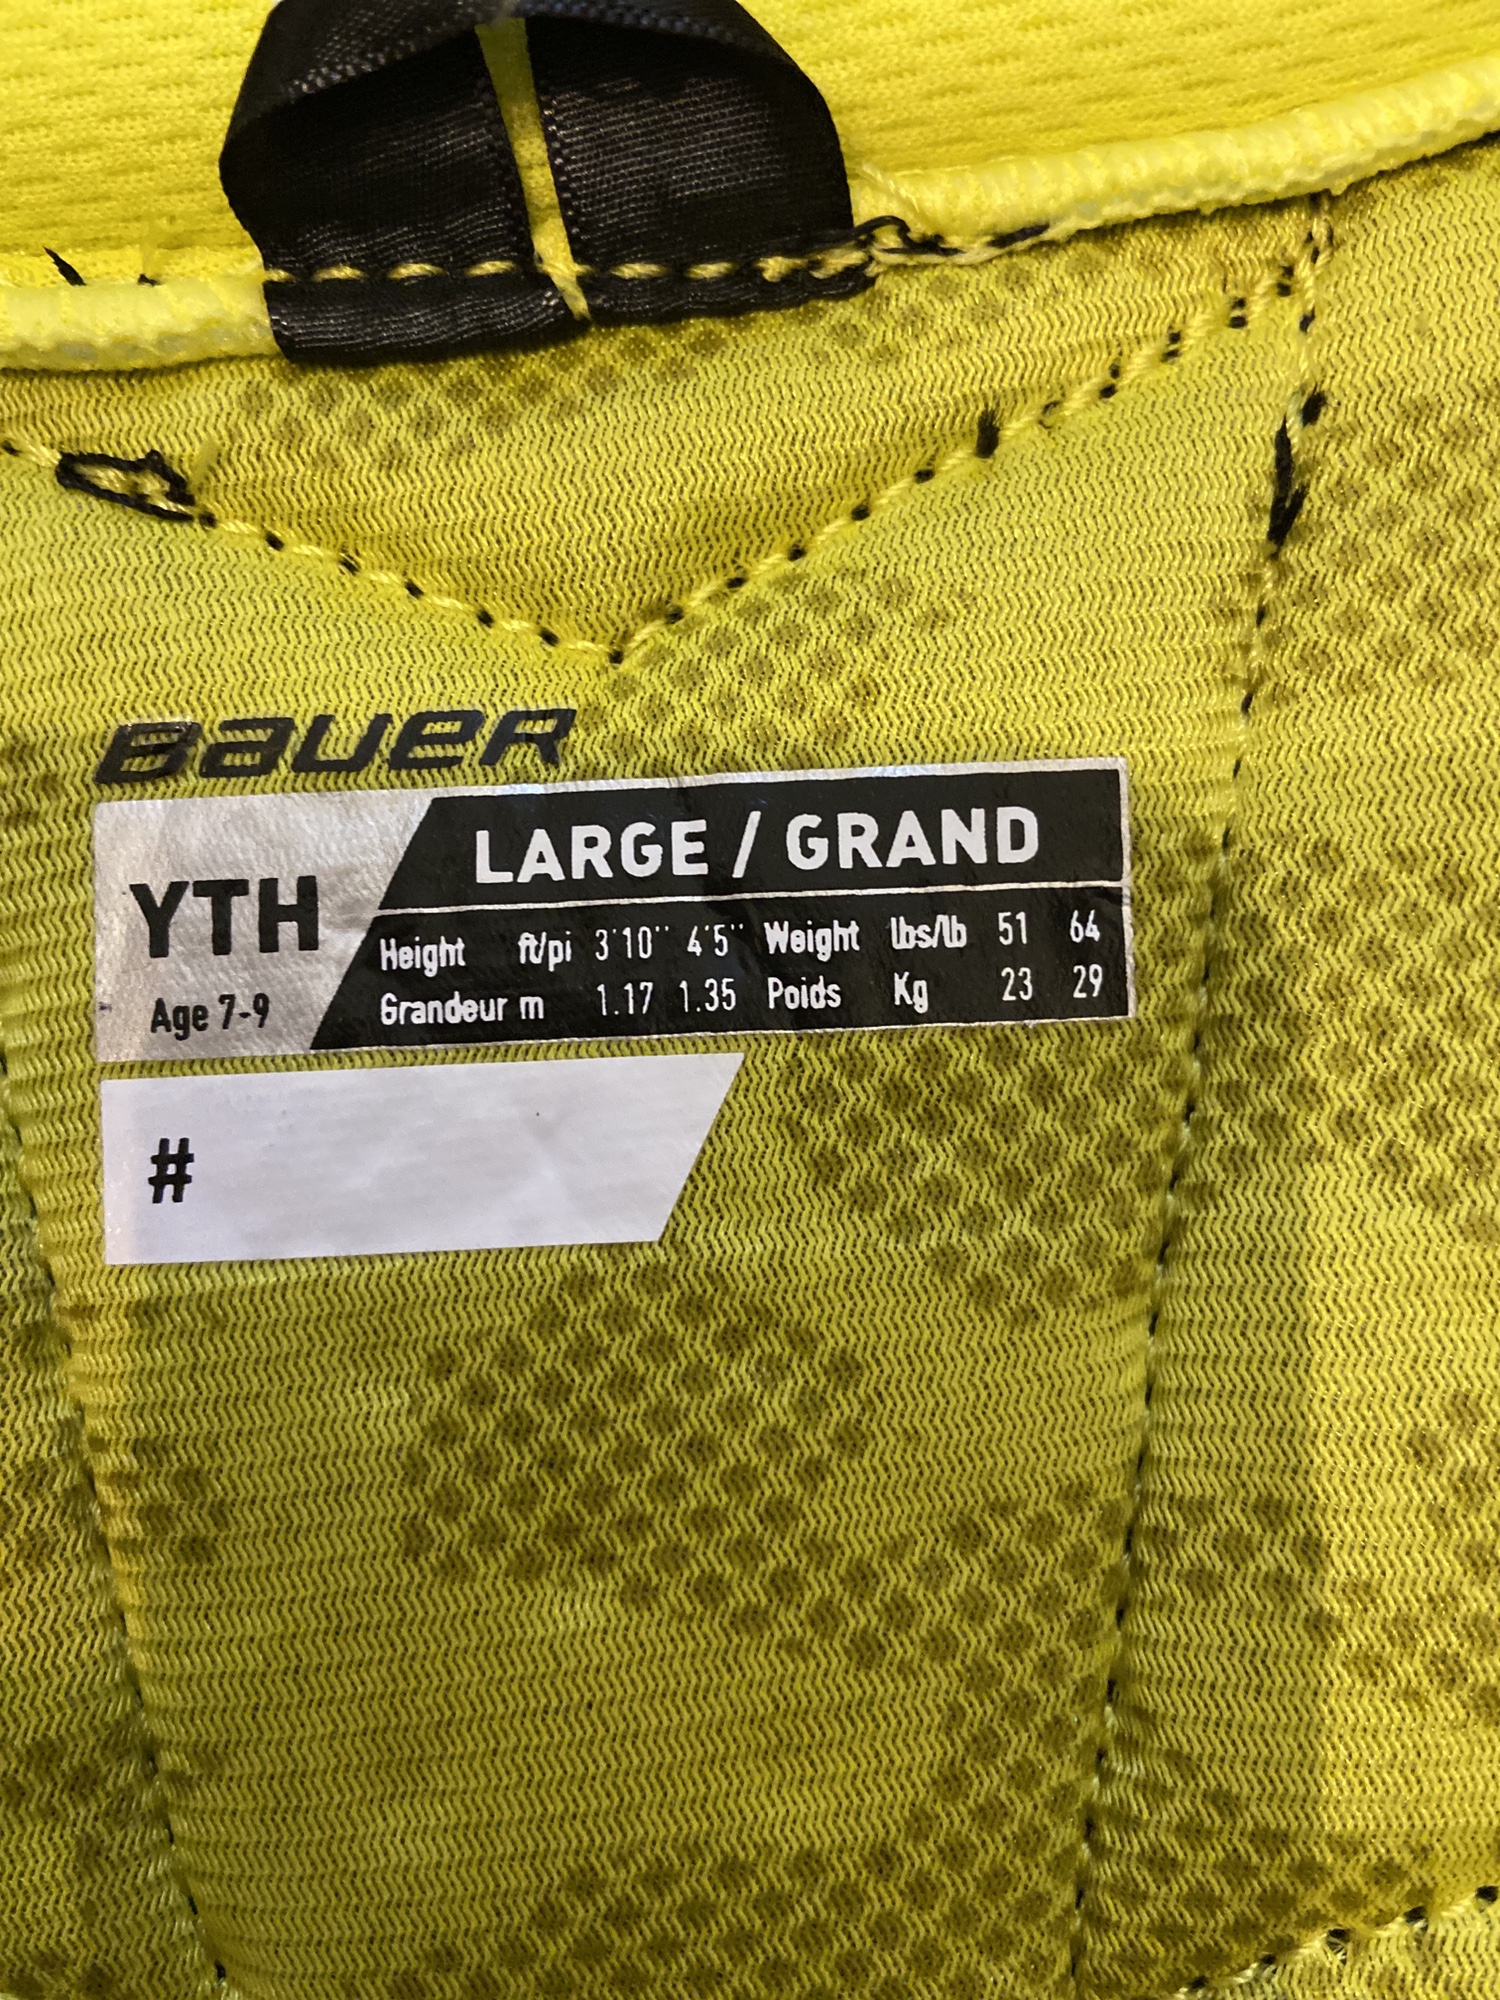 BAUER
YTH
Age 7-9
LARGE / GRAND
Height ft/pi 3'10'' 4'5'' Weight lbs/lb 51 64
Grandeur m 1.17 1.35 Poids Kg 23 29
#